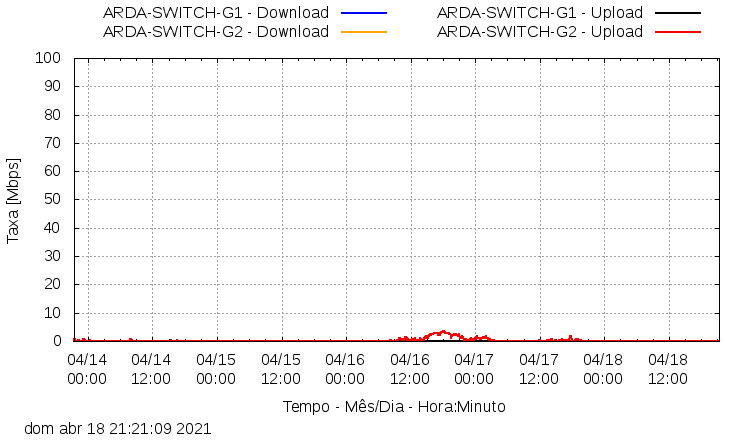 ARDA-SWITCH-G1 - Download ARDA-SWITCH-G1 - Upload
ARDA-SWITCH-G2 - Download ARDA-SWITCH-G2 - Upload
100
90
80
70
60
50
40
30
20
10
0
Taxa [Mbps]
04/14 04/14 04/15 04/15 04/16 04/16 04/17 04/17 04/18 04/18
00:00 12:00 00:00 12:00 00:00 12:00 00:00 12:00 00:00 12:00
Tempo - Mês/Dia - Hora:Minuto
dom abr 18 21:21:09 2021